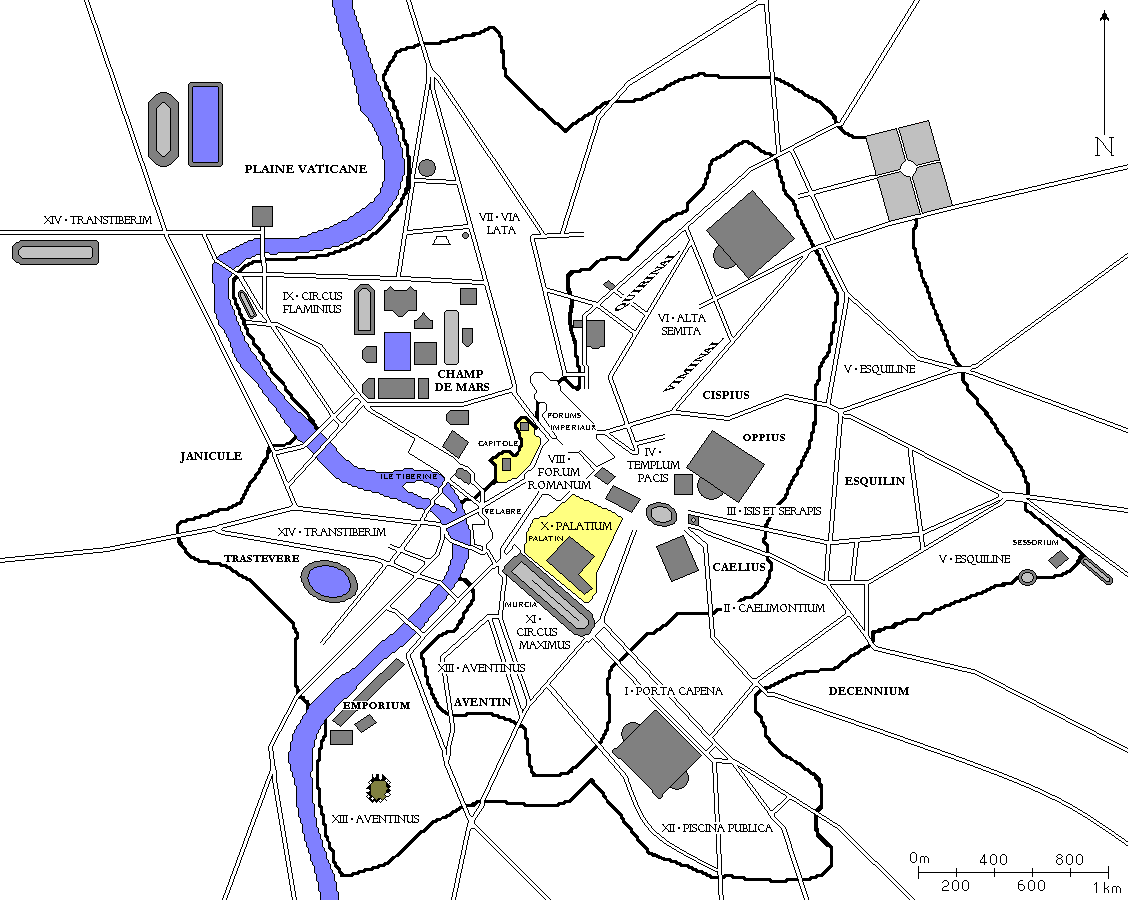 N
PLAINE VATICANE
XIV • TRANSTIBERIM
VII • VIA
LATA
QUIRINAL
IX • CIRCUS
FLAMINIUS
VI • ALTA
SEMITA
VIMINAL
V • ESQUILINE
CHAMP
DE MARS
CISPIUS
FORUMS
IMPERIAUX
OPPIUS
CAPITOLE
JANICULE
VIII •
FORUM
ROMANUM
IV •
TEMPLUM
PACIS
ILE TIBERINE
ESQUILIN
VELABRE
III • ISIS ET SERAPIS
X • PALATIUM
PALATIN
XIV • TRANSTIBERIM
SESSORIUM
TRASTEVERE
V • ESQUILINE
CAELIUS
MURCIA
II • CAELIMONTIUM
XI •
CIRCUS
MAXIMUS
XIII • AVENTINUS
I • PORTA CAPENA
DECENNIUM
AVENTIN
EMPORIUM
XIII • AVENTINUS
XII • PISCINA PUBLICA
0m 400 800
200 600 1km